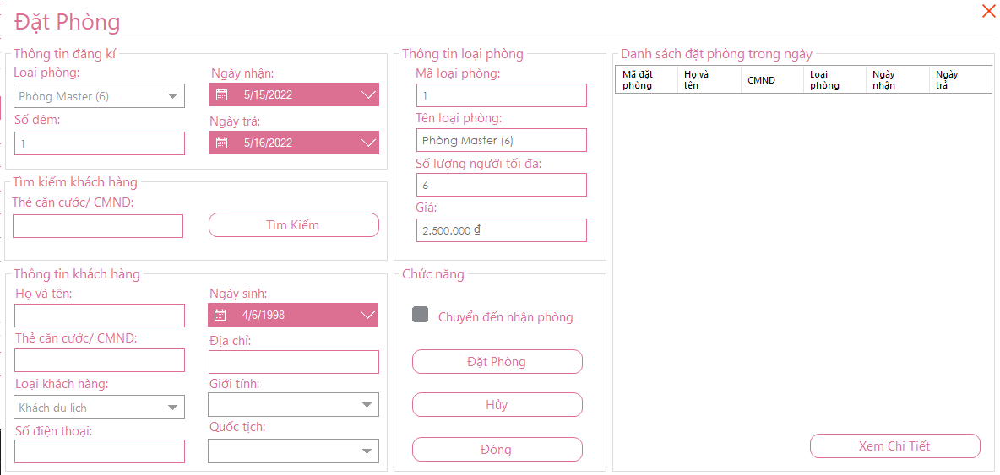 Đặt Phòng
Thông tin đăng kí
Loại phòng:
Phòng Master (6)
Ngày nhận:
5/15/2022
Số đêm:
1
Ngày trả:
5/16/2022
Tìm kiếm khách hàng
Thẻ căn cước/ CMND:
Tìm Kiếm
Thông tin khách hàng
Họ và tên:
Ngày sinh:
4/6/1998
Thẻ căn cước/ CMND:
Địa chỉ:
Loại khách hàng:
Khách du lịch
Giới tính:
Số điện thoại:
Quốc tịch:
Thông tin loại phòng
Mã loại phòng:
1
Tên loại phòng:
Phòng Master (6)
Số lượng người tối đa:
6
Giá:
2.500.000 ₫
Chức năng
Chuyển đến nhận phòng
Đặt Phòng
Hủy
Đóng
Danh sách đặt phòng trong ngày
Mã đặt
phòng
Họ và
tên
CMND
Loại
phòng
Ngày
nhận
Ngày
trả
Xem Chi Tiết